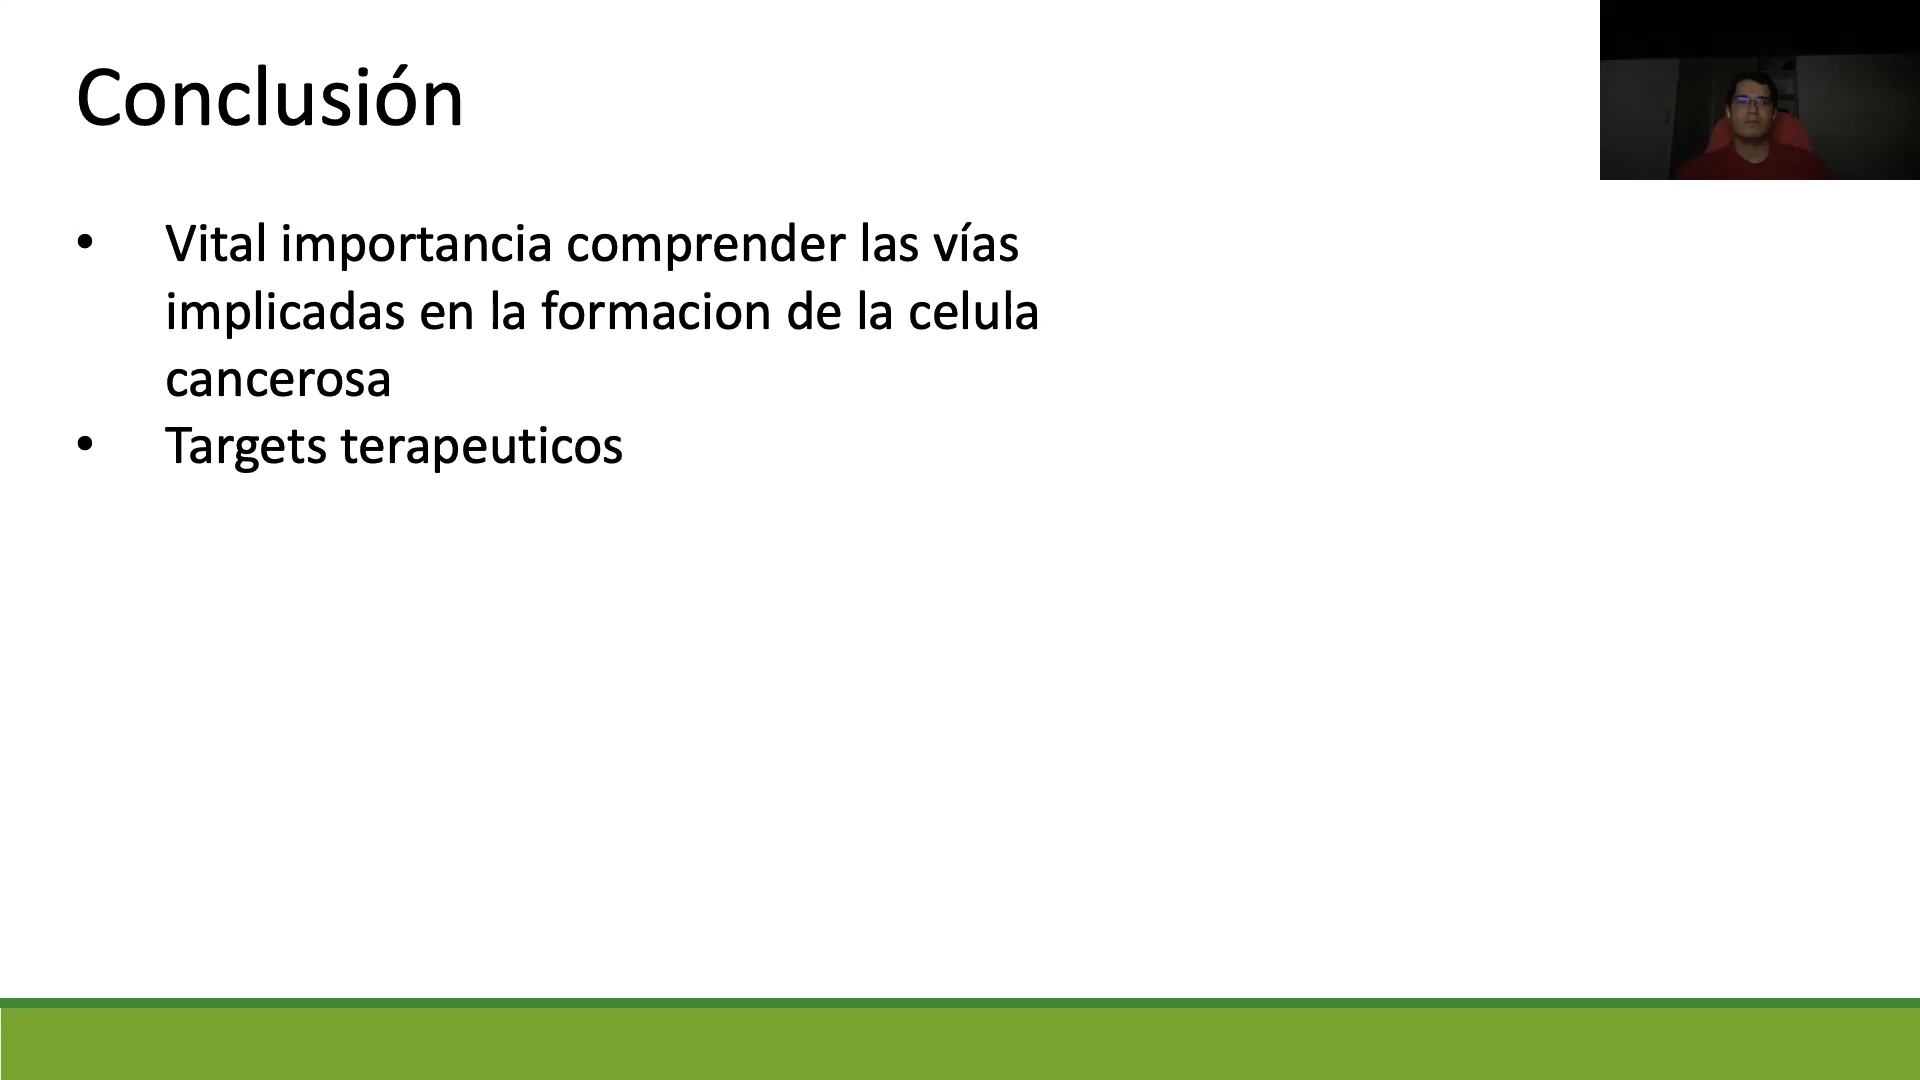 Conclusión
• Vital importancia comprender las vías
implicadas en la formacion de la celula
cancerosa
• Targets terapeuticos